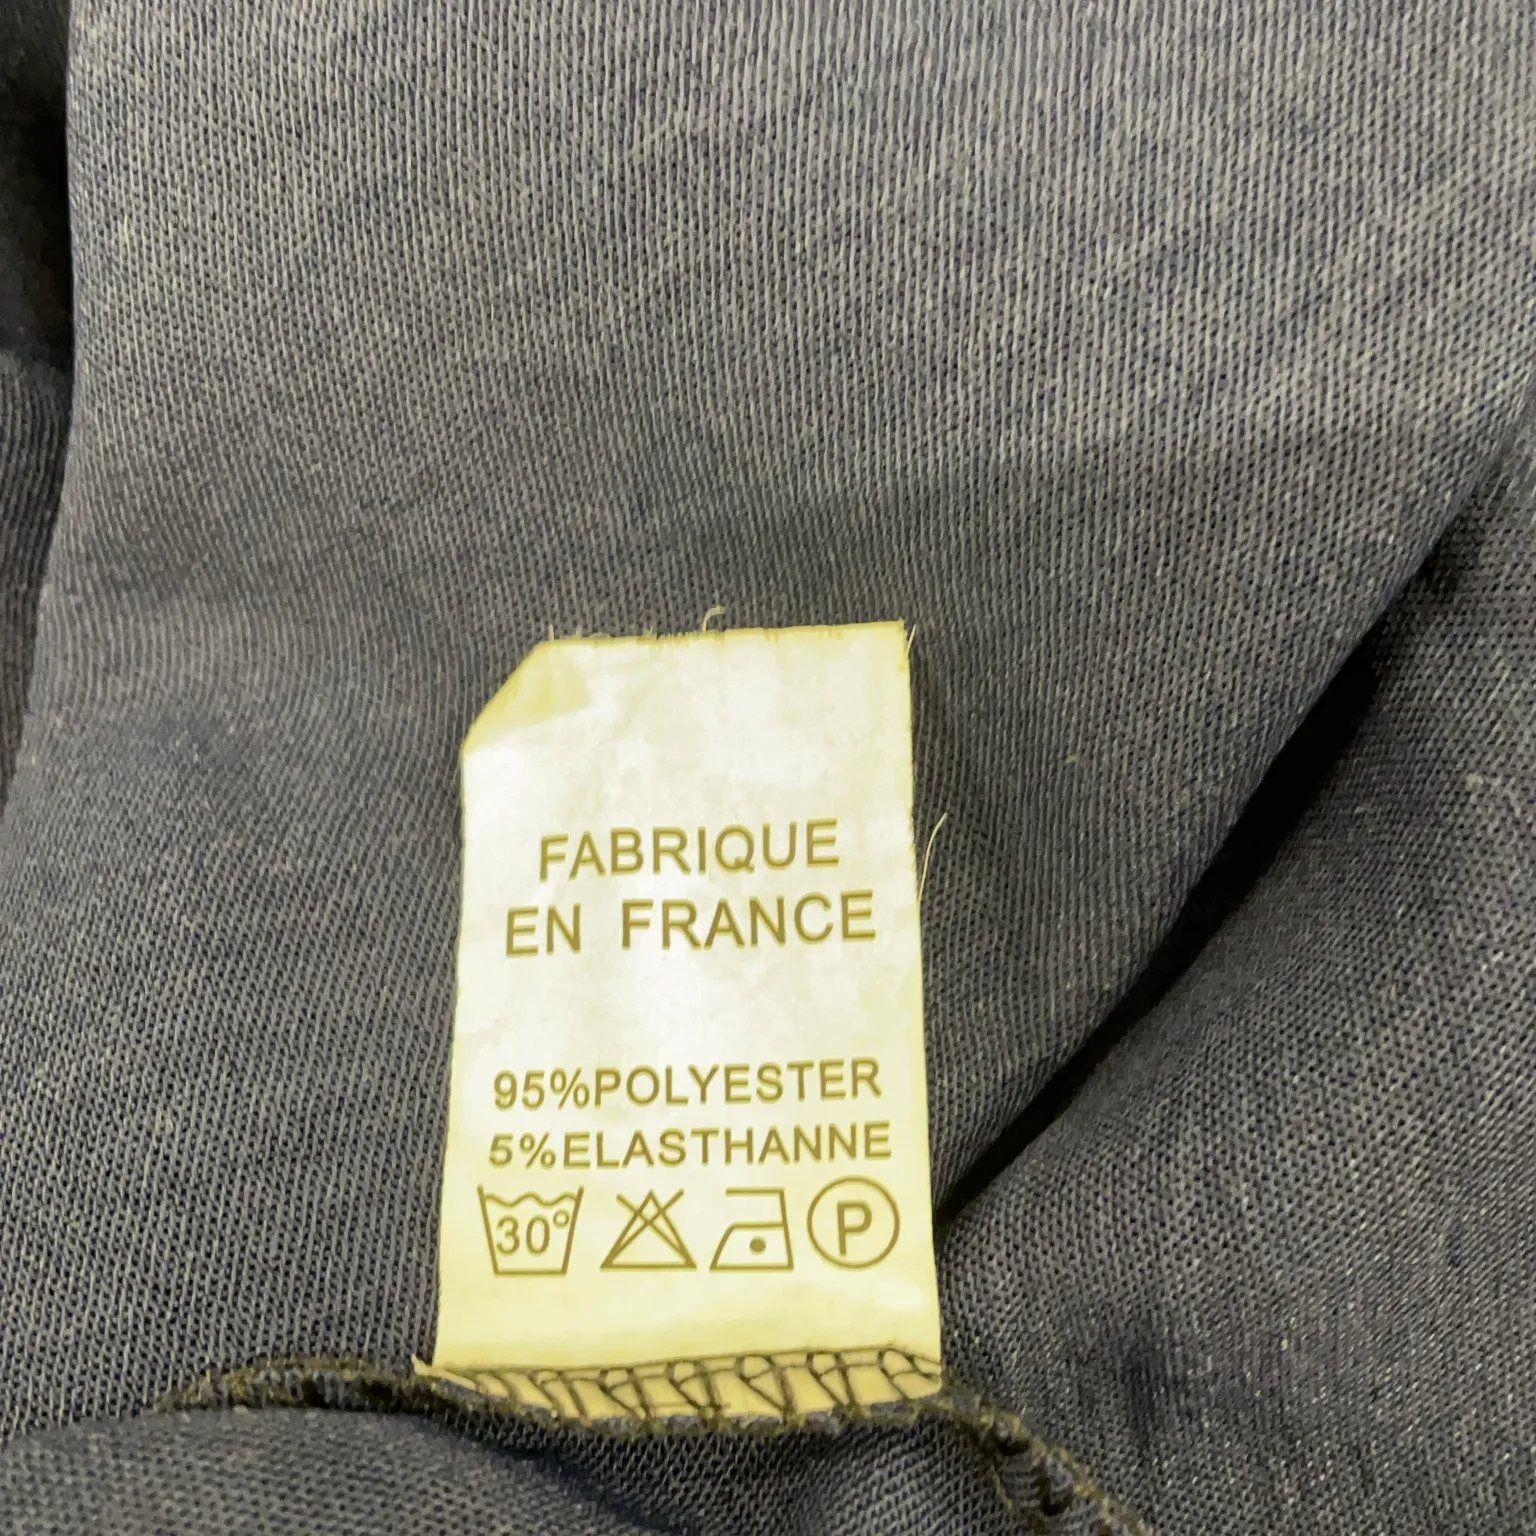 FABRIQUE
EN FRANCE
95%POLYESTER
5%ELASTHANNE
30° P